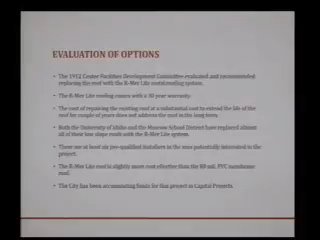 EVALUATION OF OPTIONS
• The 1912 Center Facilities Development Committee evaluated and recommended
replacing the roof with the R-Mer Lite metal roofing system.
• The R-Mer Lite roofing comes with a 30 year warranty.
• The cost of repairing the existing roof at a substantial cost to extend the life of the
roof for couple of years does not address the roof in the long term.
• Both the University of Idaho and the Moscow School District have replaced almost
all of their low slope roofs with the R-Mer Lite system.
• There are at least six pre-qualified installers in the area potentially interested in the
project.
• The R-Mer Lite roof is slightly more cost effective than the 80 mil. PVC membrane
roof.
• The City has been accumulating funds for this project in Capital Projects.